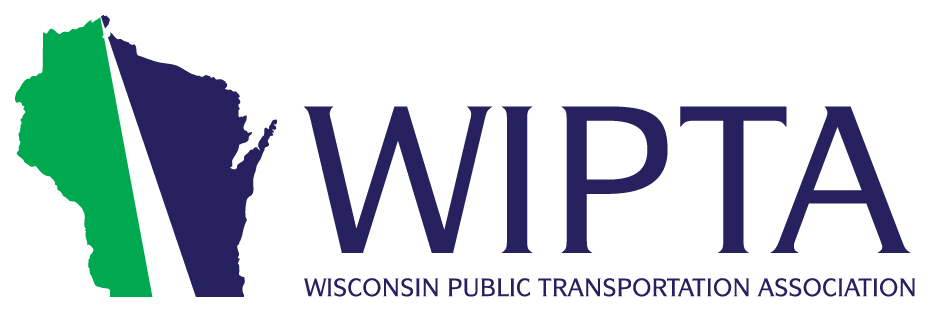 WIPTA
WISCONSIN PUBLIC TRANSPORTATION ASSOCIATION